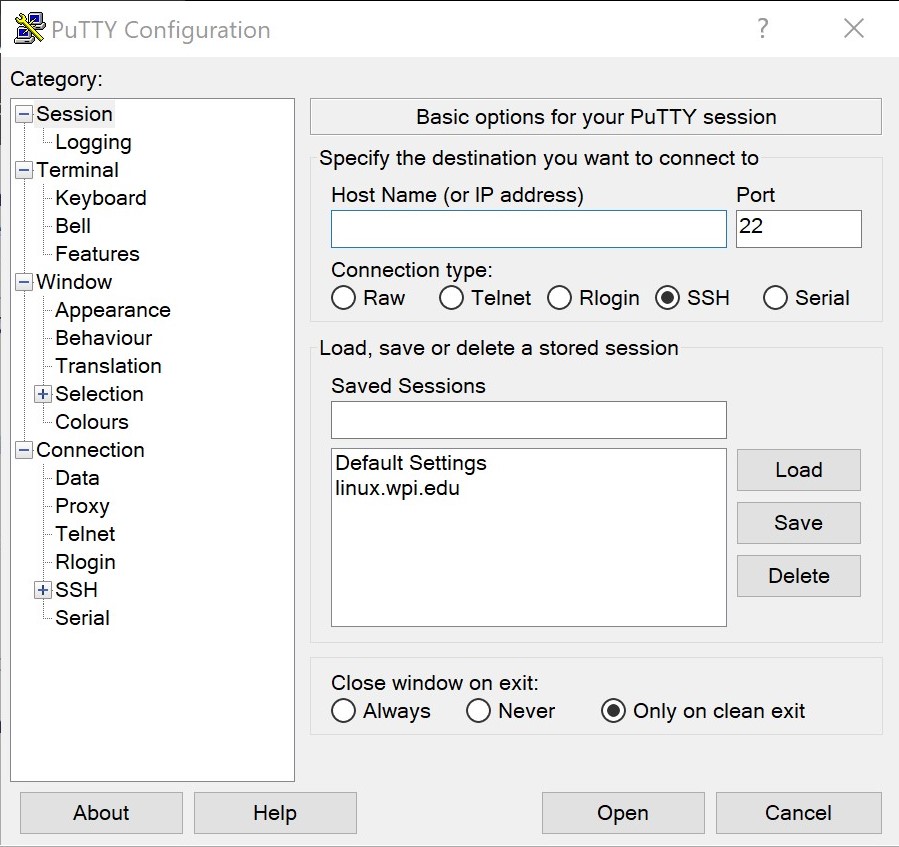 PuTTY Configuration
?
Category:
Session
Logging
Terminal
Keyboard
Bell
Features
Window
Appearance
Behaviour
Translation
Selection
Colours
Connection
Data
Proxy
Telnet
Rlogin
SSH
Serial
Basic options for your PuTTY session
Specify the destination you want to connect to
Host Name (or IP address) Port
22
Connection type:
Raw Telnet Rlogin SSH Serial
Load, save or delete a stored session
Saved Sessions
Default Settings
linux.wpi.edu
Load
Save
Delete
Close window on exit:
Always Never Only on clean exit
About Help Open Cancel